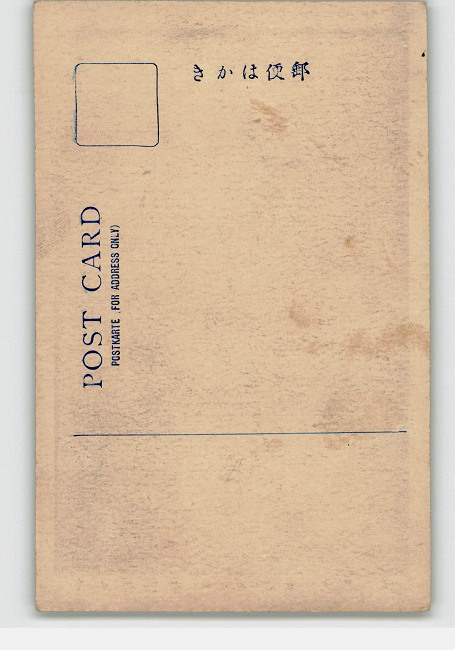 郵便はかき
POST CARD
POSTKARTE (FOR ADDRESS ONLY)